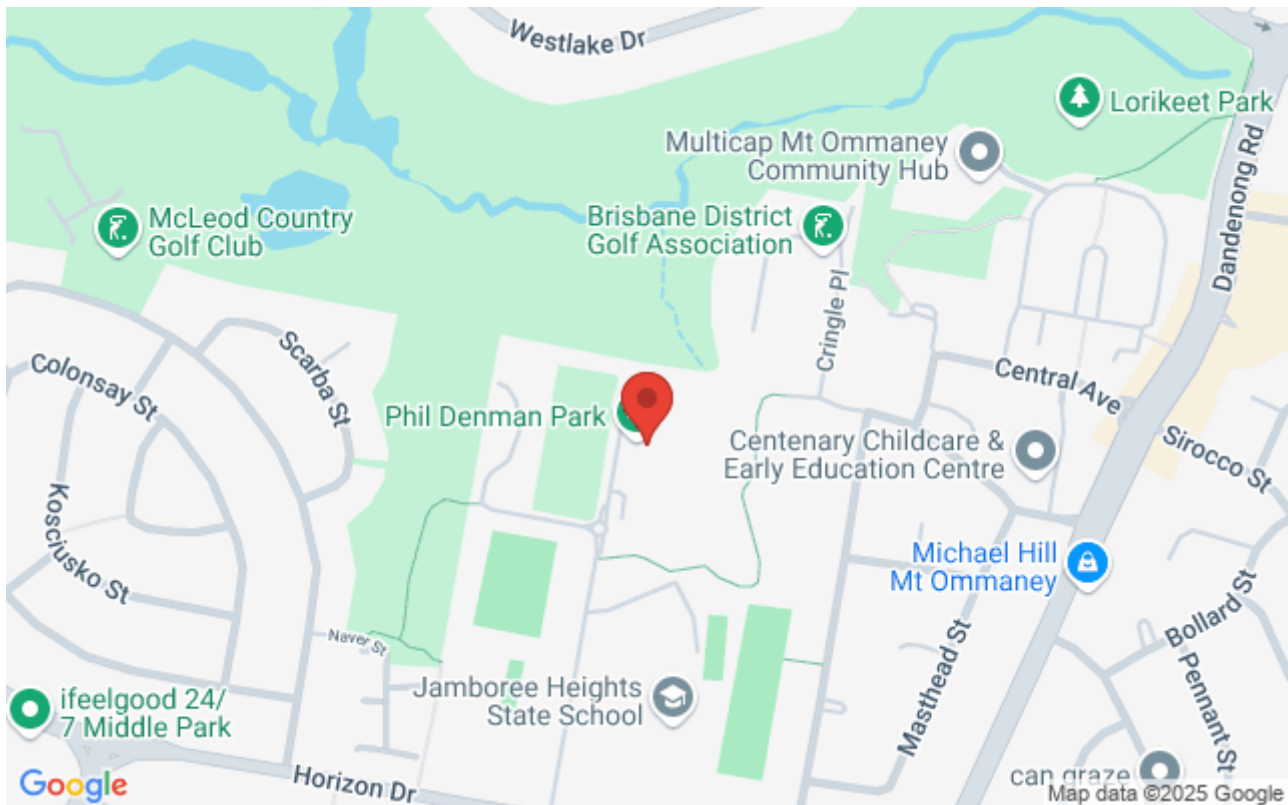 Westlake Dr
Lorikeet Park
Multicap Mt Ommaney
Community Hub
Dandenong Rd
McLeod Country
Golf Club
Brisbane District
Golf Association
Cringle Pl
Scarba St
Colonsay St
Central Ave
Phil Denman Park
Centenary Childcare &
Early Education Centre
Sirocco St
Kosciusko St
Michael Hill
Mt Ommaney
Bollard St
Naver St
Masthead St
Pennant St
Jamboree Heights
State School
ifeelgood 24/
7 Middle Park
Horizon Dr
can graze
Google
Map data ©2025 Google